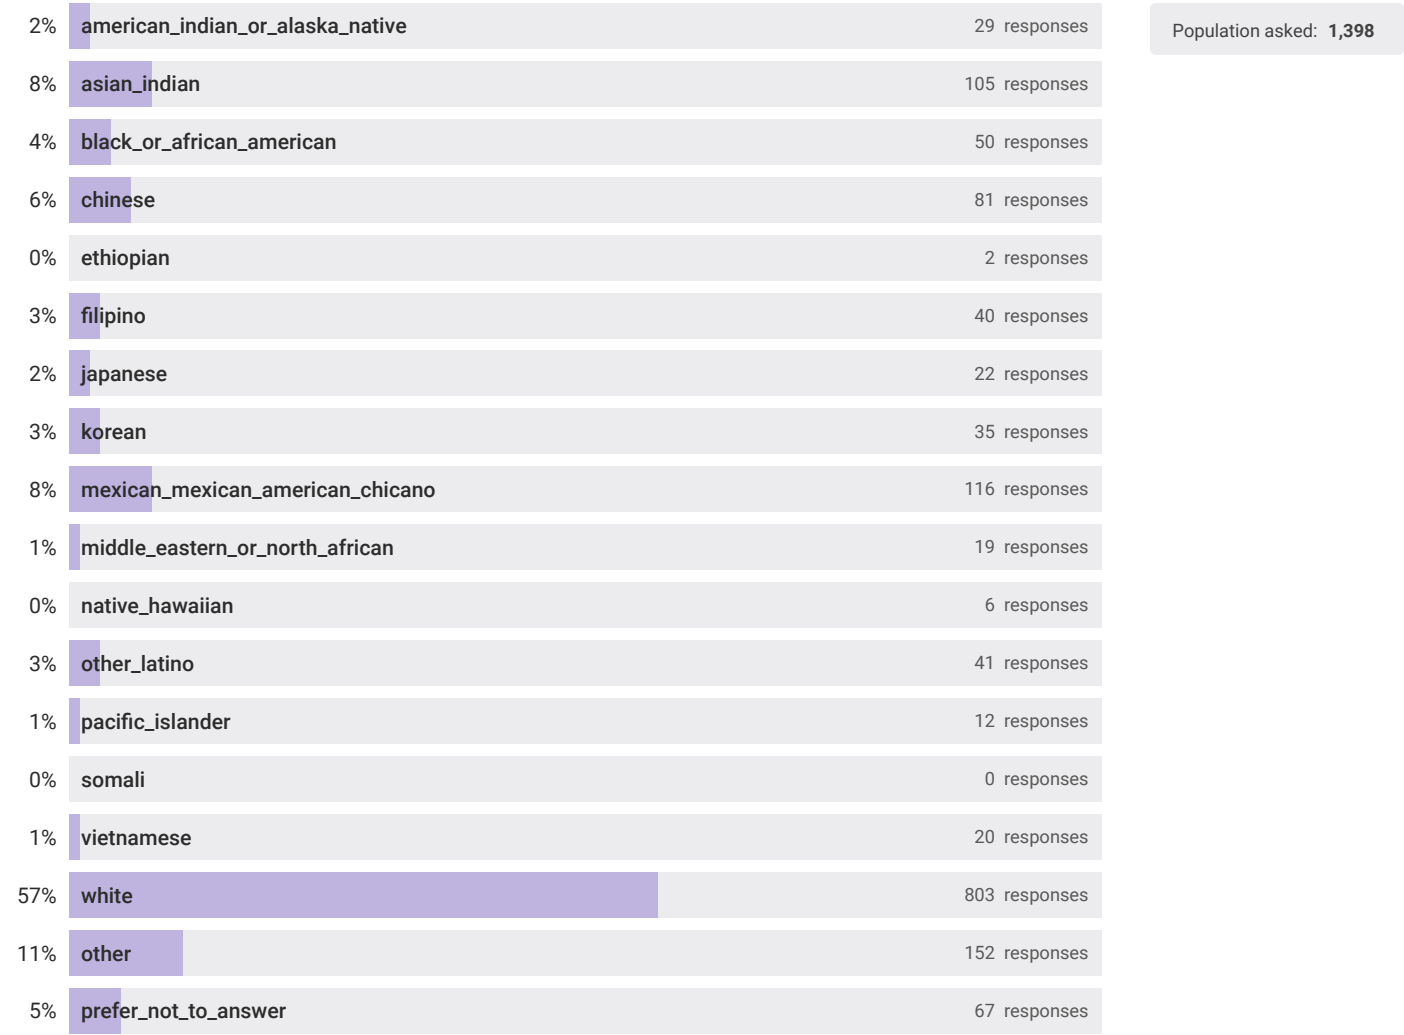 2% american_indian_or_alaska_native 29 responses
Population asked: 1,398
8% asian_indian 105 responses
4% black_or_african_american 50 responses
6% chinese 81 responses
0% ethiopian 2 responses
3% filipino 40 responses
2% japanese 22 responses
3% korean 35 responses
8% mexican_mexican_american_chicano 116 responses
1% middle_eastern_or_north_african 19 responses
0% native_hawaiian 6 responses
3% other_latino 41 responses
1% pacific_islander 12 responses
0% somali 0 responses
1% vietnamese 20 responses
57% white 803 responses
11% other 152 responses
5% prefer_not_to_answer 67 responses